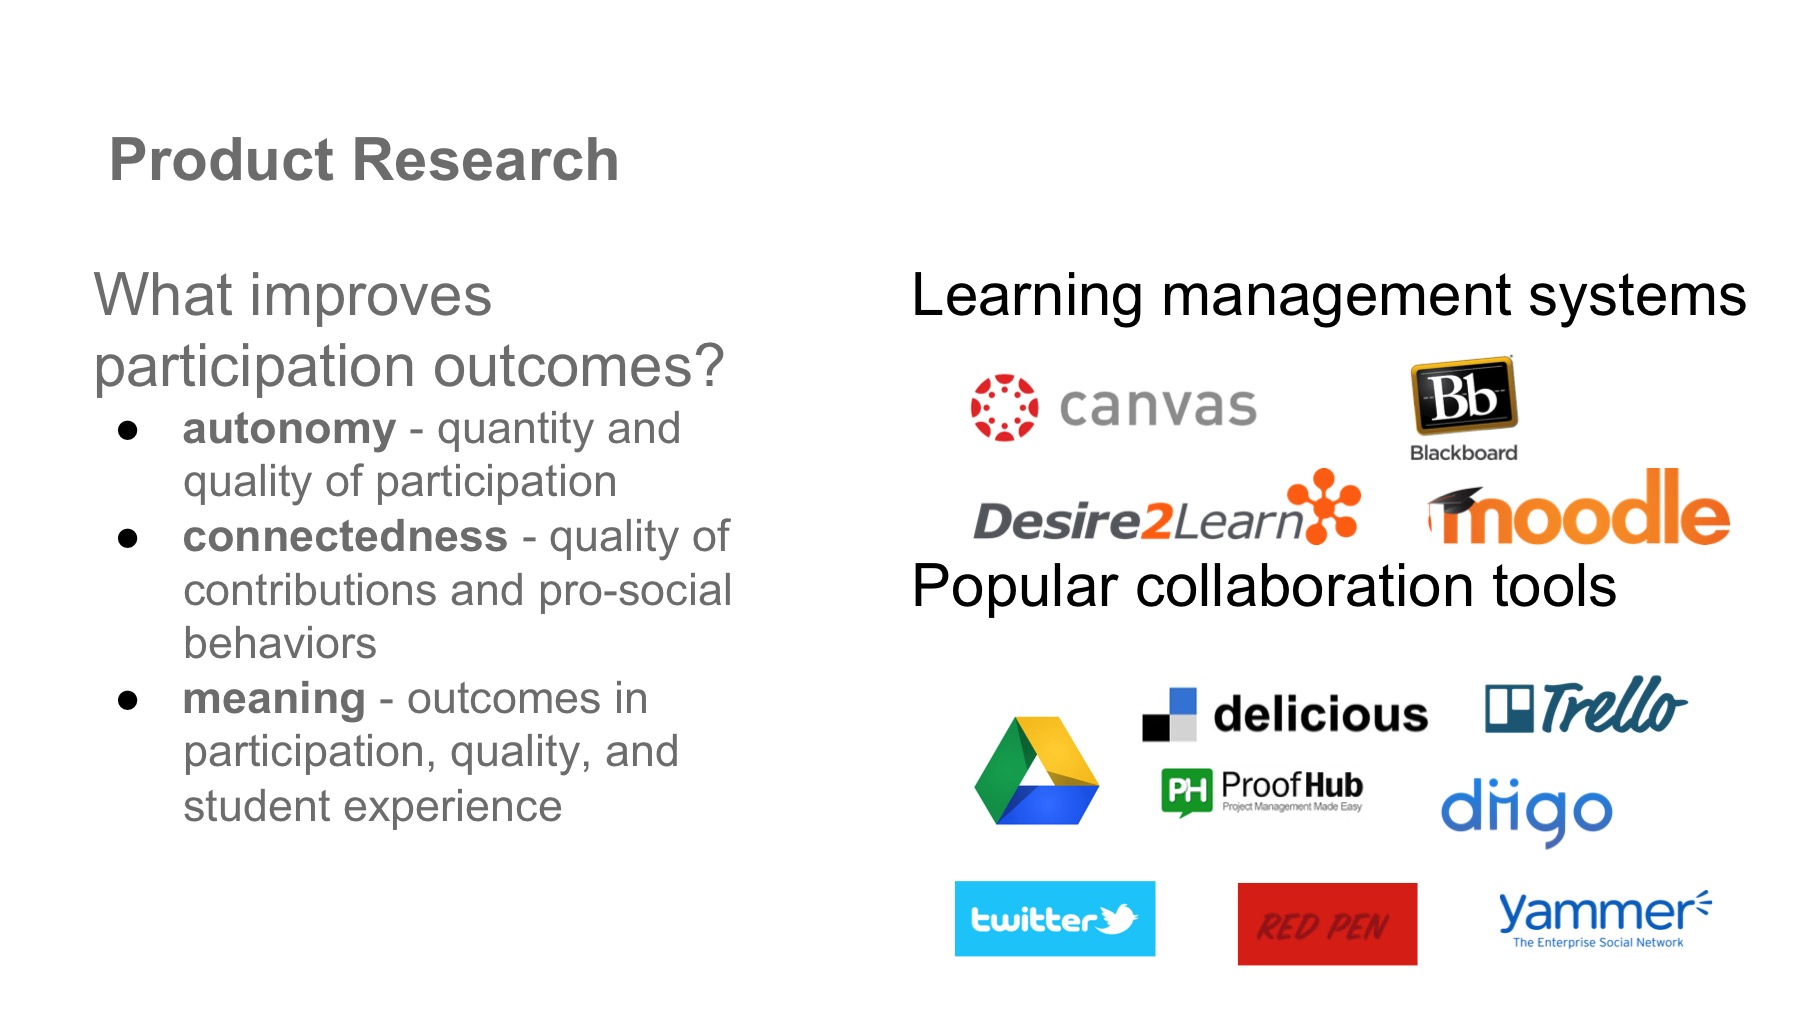 Product Research
What improves
participation outcomes?
● autonomy - quantity and
quality of participation
● connectedness - quality of
contributions and pro-social
behaviors
● meaning - outcomes in
participation, quality, and
student experience
Learning management systems
canvas
Bb
Blackboard
Desire2Learn
moodle
Popular collaboration tools
delicious
Trello
PH ProofHub
Project Management Made Easy
diigo
twitter
RED PEN
yammer
The Enterprise Social Network